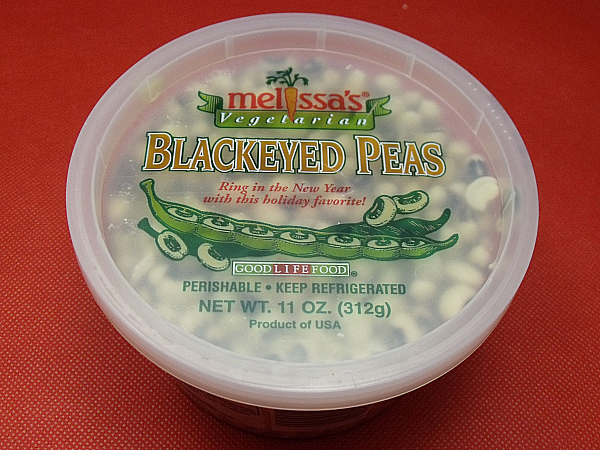 melissa's®
Vegetarian
BLACKEYED PEAS
Ring in the New Year
with this holiday favorite!
GOOD LIFE FOOD®
PERISHABLE • KEEP REFRIGERATED
NET WT. 11 OZ. (312g)
Product of USA